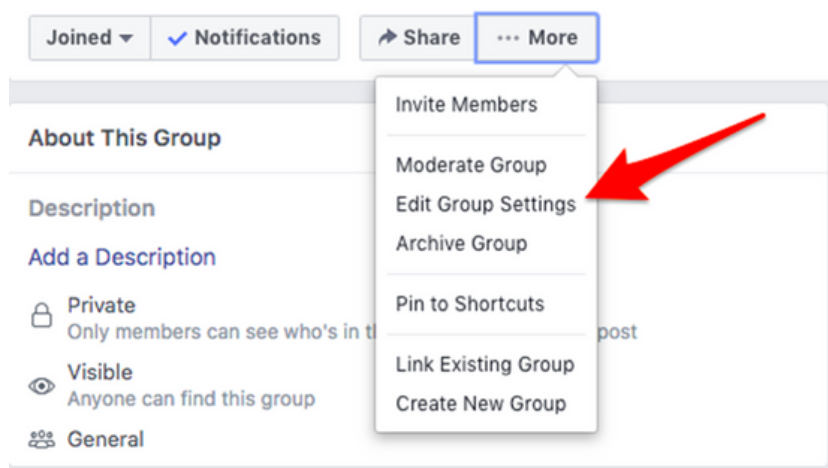 Joined
Notifications
Share
More
Invite Members
Moderate Group
Edit Group Settings
Archive Group
Pin to Shortcuts
Link Existing Group
Create New Group
About This Group
Description
Add a Description
Private
Only members can see who's in
post
Visible
Anyone can find this group
General